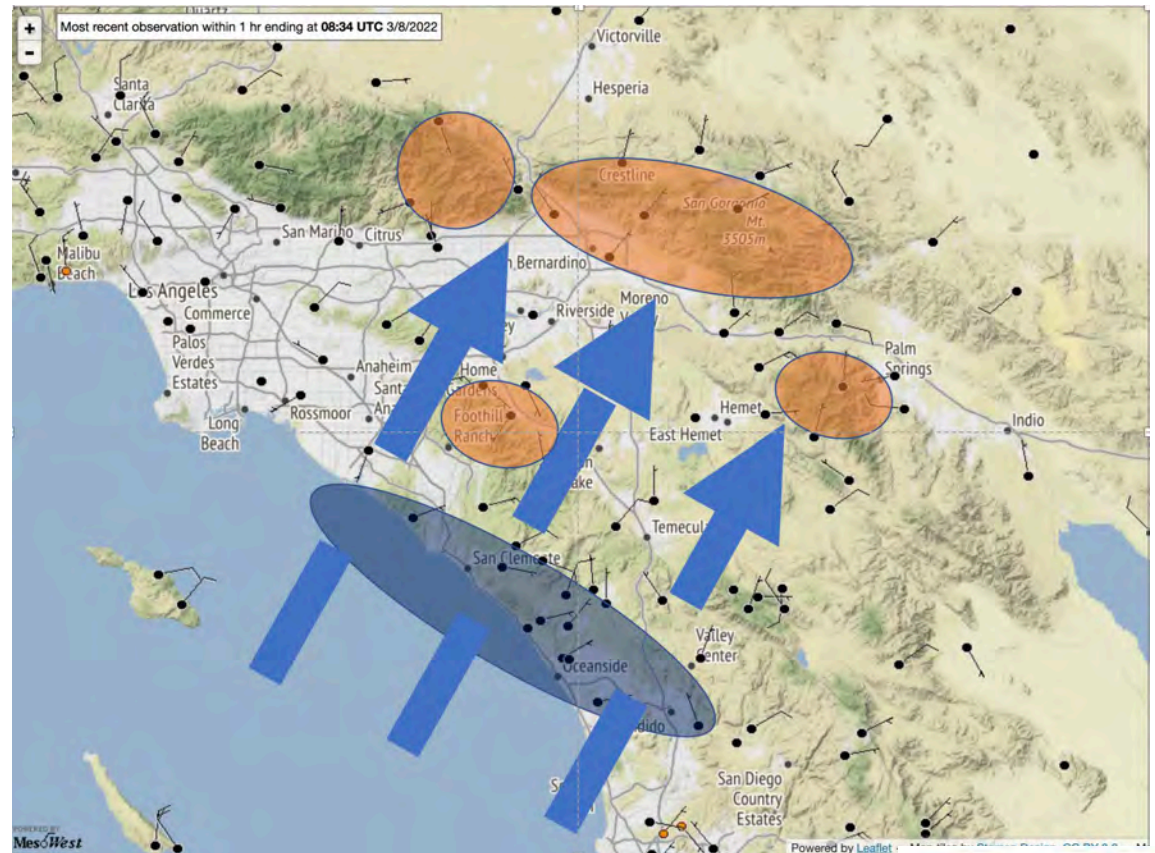 +
Most recent observation within 1 hr ending at 08:34 UTC 3/8/2022
-
Victorville
Santa
Clarita
Hesperia
Crestline
San Gorgonio
Mt.
3505m
San Marino
Citrus
Malibu
Beach
Bernardino
Los Angeles
Commerce
Riverside
Moreno
Palos
Verdes
Estates
Anaheim
Home
Gardens
Palm
Springs
Santa
Foothill
Ranch
Rossmoor
Long
Beach
Hemet
East Hemet
Indio
Temecula
San Clemente
Valley
Center
Oceanside
San Diego
Country
Estates
POWERED BY
MesoWest
Powered by Leaflet